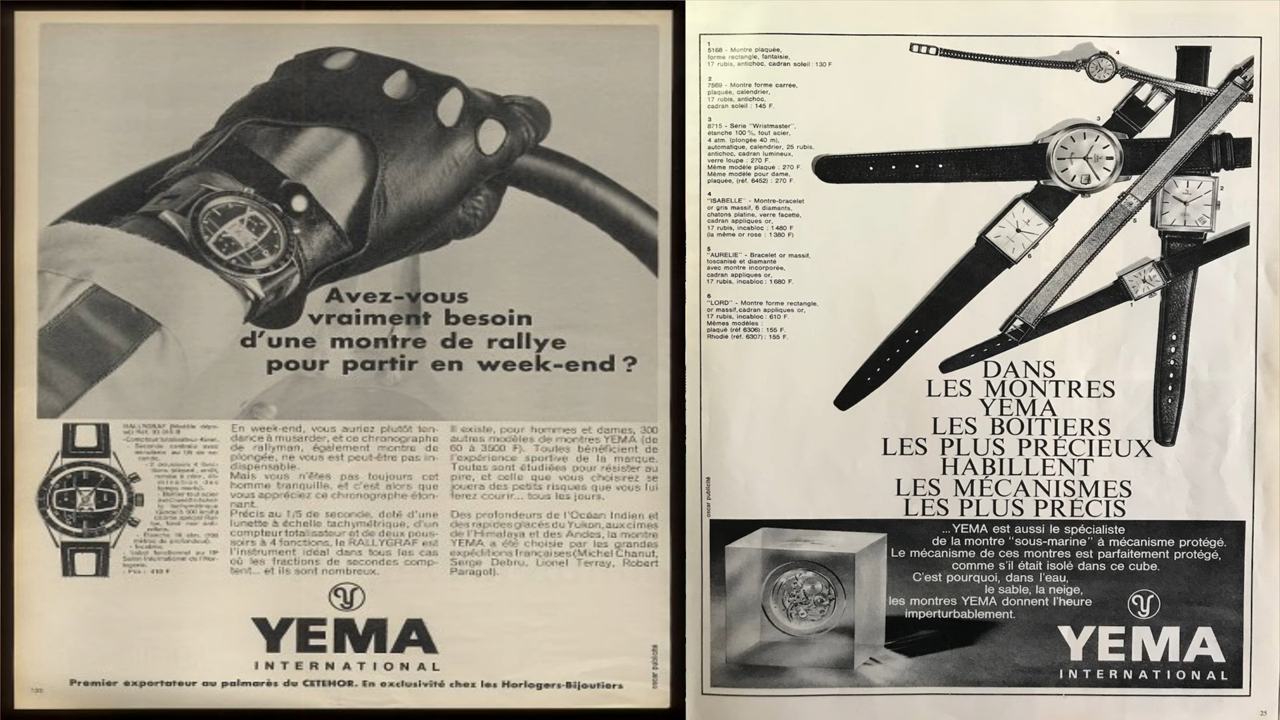 Avez-vous
vraiment besoin
d'une montre de rallye
pour partir en week-end ?
En week-end, vous auriez plutôt ten-
dance à musarder, et ce chronographe
de rallyman, également montre de
plongée, ne vous est peut-être pas in-
dispensable.
Mais vous n'êtes pas toujours cet
homme tranquille, et c'est alors que
vous appréciez ce chronographe éton-
nant.
Précis au 1/5 de seconde, doté d'une
lunette à échelle tachymétrique, d'un
compteur totalisateur et de deux pous-
soirs à 4 fonctions, le RALLYGRAF est
l'instrument idéal dans tous les cas
où les fractions de secondes comp-
tent... et ils sont nombreux.
Il existe, pour hommes et dames, 300
autres modèles de montres YEMA (de
60 à 3500 F). Toutes bénéficient de
l'expérience sportive de la marque.
Toutes sont étudiées pour résister au
pire, et celle que vous choisirez se
jouera des petits risques que vous lui
ferez courir... tous les jours.
Des profondeurs de l'Océan Indien et
des rapides glacés du Yukon, aux cimes
de l'Himalaya et des Andes, la montre
YEMA a été choisie par les grandes
expéditions françaises (Michel Chanut,
Serge Debru, Lionel Terray, Robert
Paragot).
YEMA
INTERNATIONAL
Premier exportateur au palmarès du CETEHOR. En exclusivité chez les Horlogers-Bijoutiers
oscar publicité
1
5168 - Montre plaquée,
forme rectangle, fantaisie,
17 rubis, antichoc, cadran soleil : 130 F
2
7569 - Montre forme carrée,
plaquée, calendrier,
17 rubis, antichoc,
cadran soleil : 145 F.
3
8715 - Série "Wristmaster",
étanche 100 %, tout acier,
4 atm. (plongée 40 m),
automatique, calendrier, 25 rubis,
antichoc, cadran lumineux,
verre loupe : 270 F.
Même modèle plaqué : 270 F.
Même modèle pour dame,
plaquée, (réf. 6452) : 270 F.
4
"ISABELLE" - Montre-bracelet
or gris massif, 6 diamants,
chatons platine, verre facette,
cadran appliques or,
17 rubis, incabloc : 1480 F
(la même or rose : 1380 F)
5
"AURELIE" - Bracelet or massif,
toscanisé et diamanté
avec montre incorporée,
cadran appliques or,
17 rubis, incabloc : 1680 F.
6
"LORD" - Montre forme rectangle,
or massif, cadran appliques or,
17 rubis, incabloc : 610 F.
Mêmes modèles :
plaqué (réf 6306) : 155 F.
Rhodié (réf. 6307) : 155 F.
DANS
LES MONTRES
YEMA
LES BOITIERS
LES PLUS PRÉCIEUX
HABILLENT
LES MÉCANISMES
LES PLUS PRÉCIS
oscar publicité
...YEMA est aussi le spécialiste
de la montre "sous-marine" à mécanisme protégé.
Le mécanisme de ces montres est parfaitement protégé,
comme s'il était isolé dans ce cube.
C'est pourquoi, dans l'eau,
le sable, la neige,
les montres YEMA donnent l'heure
imperturbablement.
YEMA
INTERNATIONAL
25